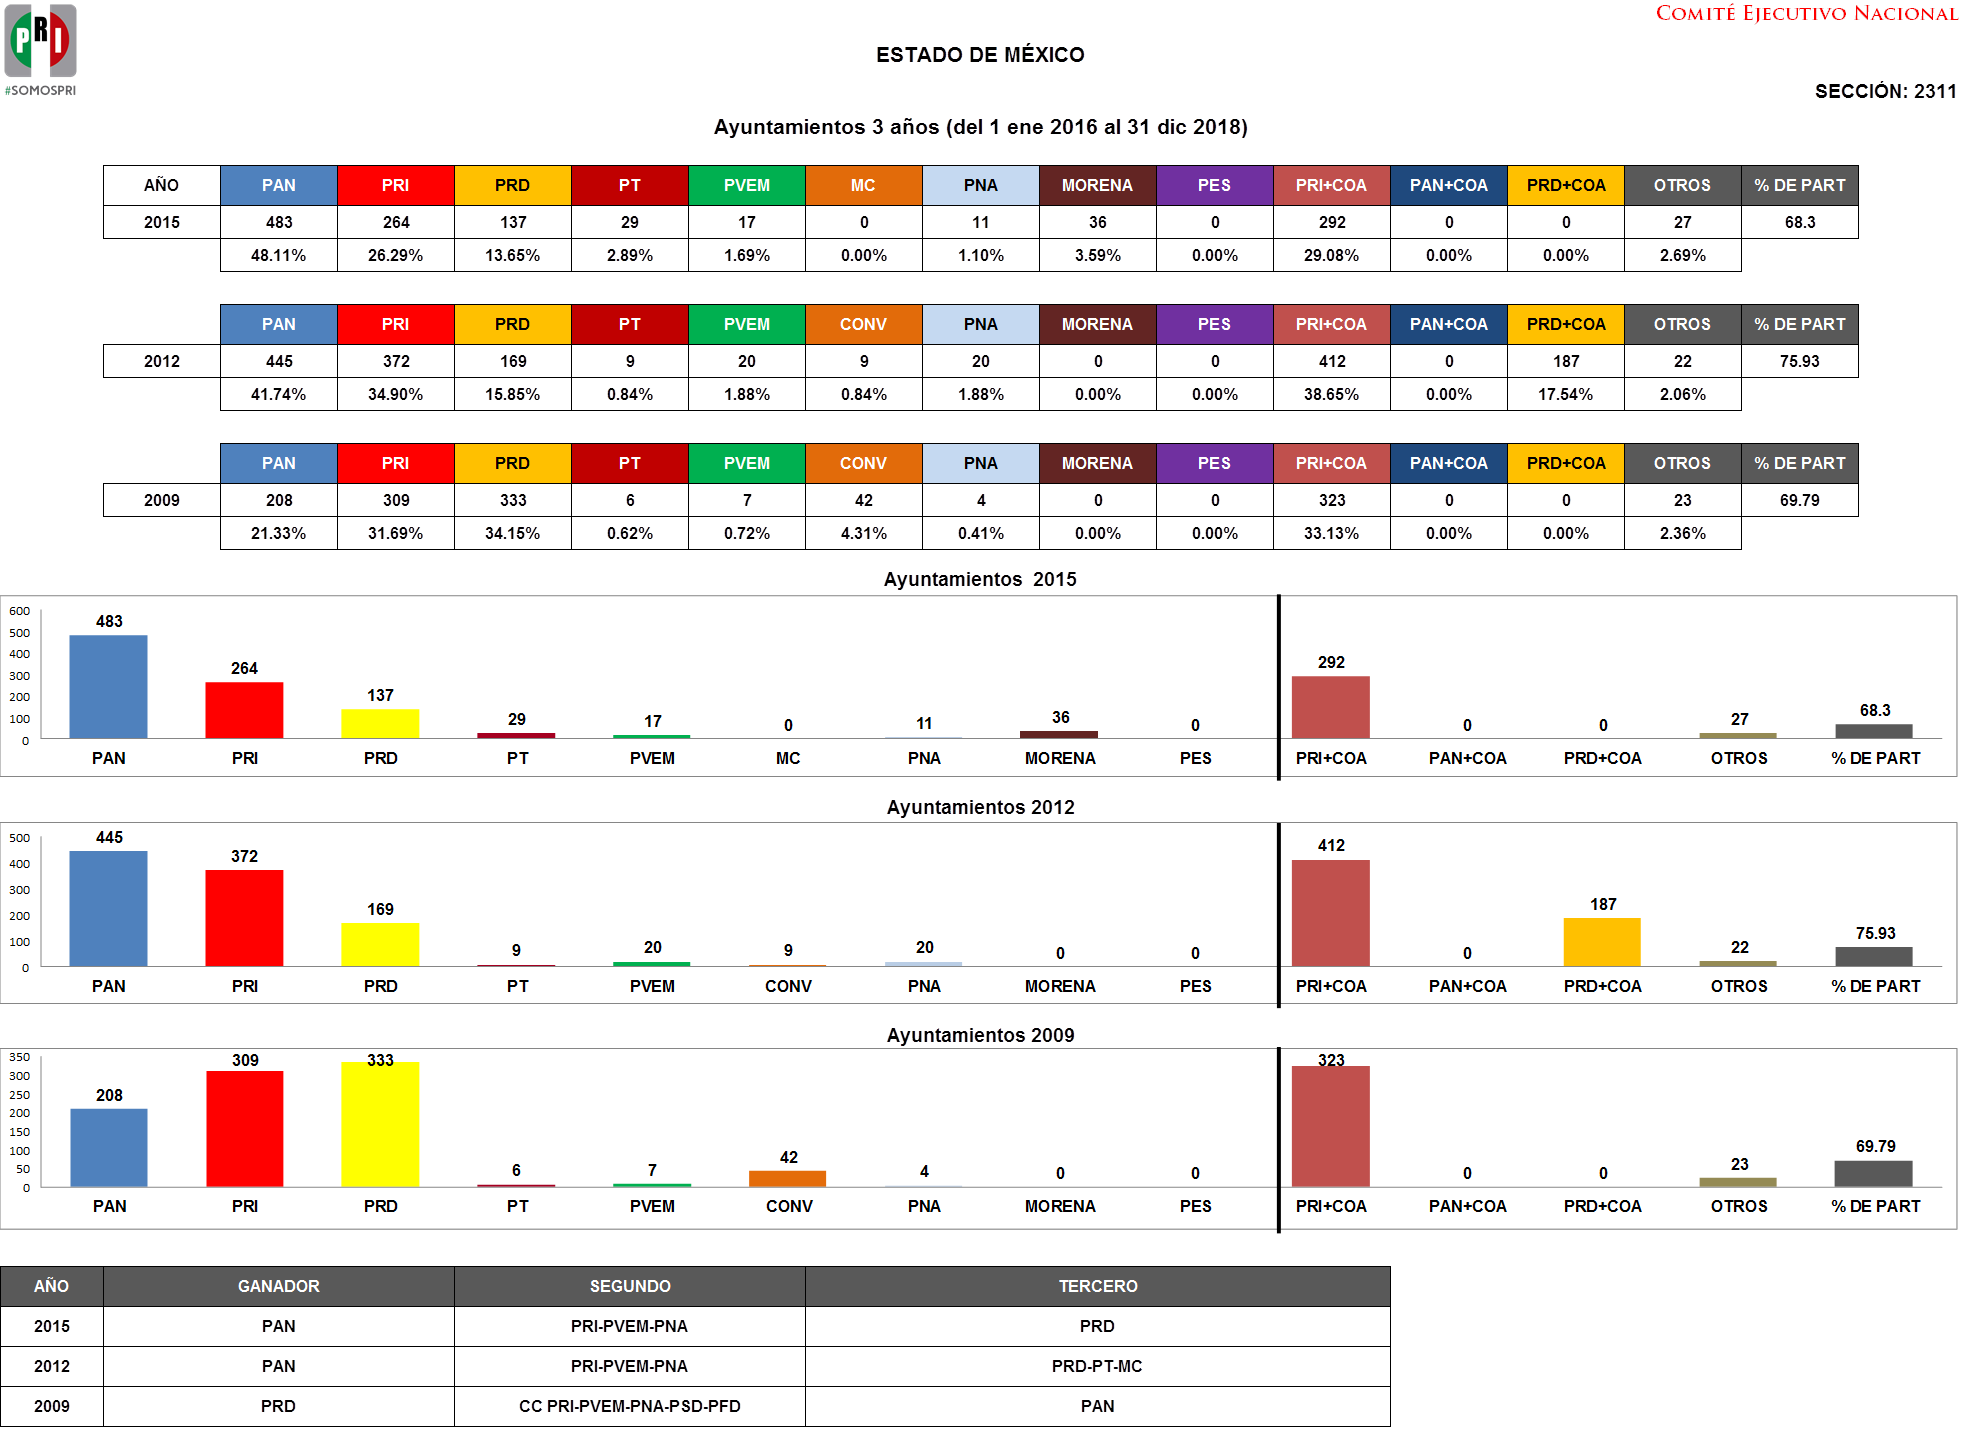 PRI
#SOMOSPRI
COMITÉ EJECUTIVO NACIONAL
ESTADO DE MÉXICO
SECCIÓN: 2311
Ayuntamientos 3 años (del 1 ene 2016 al 31 dic 2018)
AÑO PAN PRI PRD PT PVEM MC PNA MORENA PES PRI+COA PAN+COA PRD+COA OTROS % DE PART
2015 483 264 137 29 17 0 11 36 0 292 0 0 27 68.3
48.11% 26.29% 13.65% 2.89% 1.69% 0.00% 1.10% 3.59% 0.00% 29.08% 0.00% 0.00% 2.69%
PAN PRI PRD PT PVEM CONV PNA MORENA PES PRI+COA PAN+COA PRD+COA OTROS % DE PART
2012 445 372 169 9 20 9 20 0 0 412 0 187 22 75.93
41.74% 34.90% 15.85% 0.84% 1.88% 0.84% 1.88% 0.00% 0.00% 38.65% 0.00% 17.54% 2.06%
PAN PRI PRD PT PVEM CONV PNA MORENA PES PRI+COA PAN+COA PRD+COA OTROS % DE PART
2009 208 309 333 6 7 42 4 0 0 323 0 0 23 69.79
21.33% 31.69% 34.15% 0.62% 0.72% 4.31% 0.41% 0.00% 0.00% 33.13% 0.00% 0.00% 2.36%
Ayuntamientos 2015
600
500
400
300
200
100
0
483 264 137 29 17 0 11 36 0 292 0 0 27 68.3
PAN PRI PRD PT PVEM MC PNA MORENA PES PRI+COA PAN+COA PRD+COA OTROS % DE PART
Ayuntamientos 2012
500
400
300
200
100
0
445 372 169 9 20 9 20 0 0 412 0 187 22 75.93
PAN PRI PRD PT PVEM CONV PNA MORENA PES PRI+COA PAN+COA PRD+COA OTROS % DE PART
Ayuntamientos 2009
350
300
250
200
150
100
50
0
208 309 333 6 7 42 4 0 0 323 0 0 23 69.79
PAN PRI PRD PT PVEM CONV PNA MORENA PES PRI+COA PAN+COA PRD+COA OTROS % DE PART
AÑO GANADOR SEGUNDO TERCERO
2015 PAN PRI-PVEM-PNA PRD
2012 PAN PRI-PVEM-PNA PRD-PT-MC
2009 PRD CC PRI-PVEM-PNA-PSD-PFD PAN